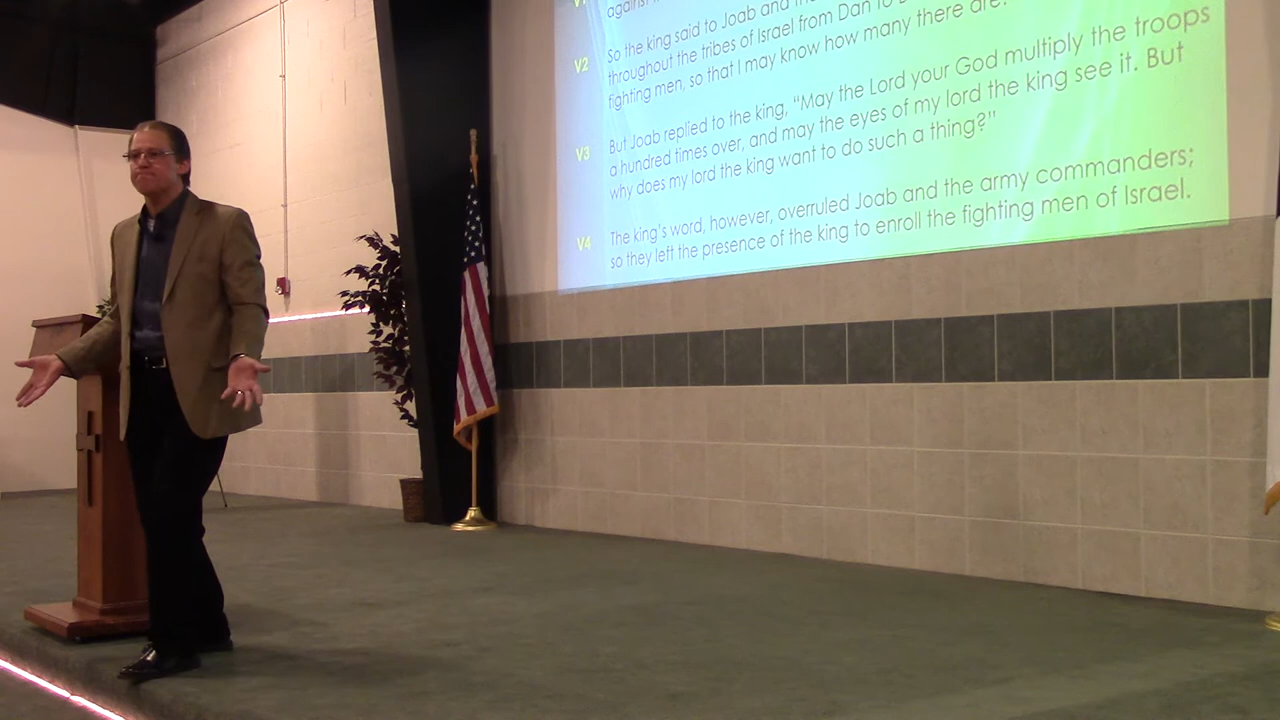 V1
against
V2
So the king said to Joab and the
throughout the tribes of Israel from Dan to
fighting men, so that I may know how many there are.
V3
But Joab replied to the king, “May the Lord your God multiply the troops
a hundred times over, and may the eyes of my lord the king see it. But
why does my lord the king want to do such a thing?”
V4
The king’s word, however, overruled Joab and the army commanders;
so they left the presence of the king to enroll the fighting men of Israel.